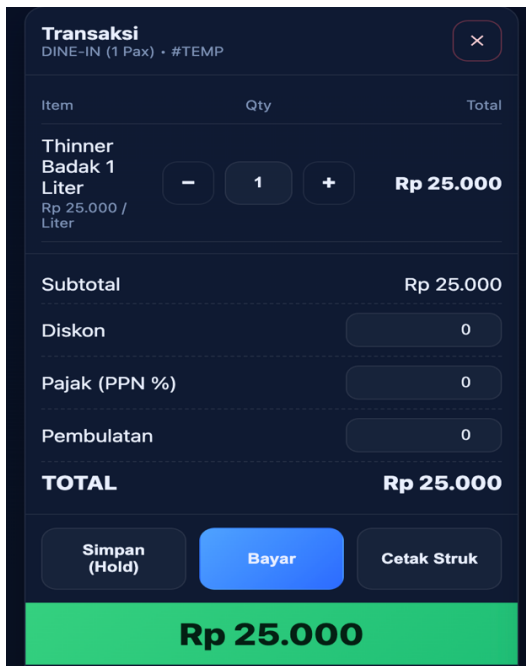 Transaksi
DINE-IN (1 Pax) • #TEMP
×
Item Qty Total
Thinner
Badak 1
Liter
Rp 25.000 /
Liter
− 1 +
Rp 25.000
Subtotal Rp 25.000
Diskon 0
Pajak (PPN %) 0
Pembulatan 0
TOTAL Rp 25.000
Simpan
(Hold)
Bayar
Cetak Struk
Rp 25.000